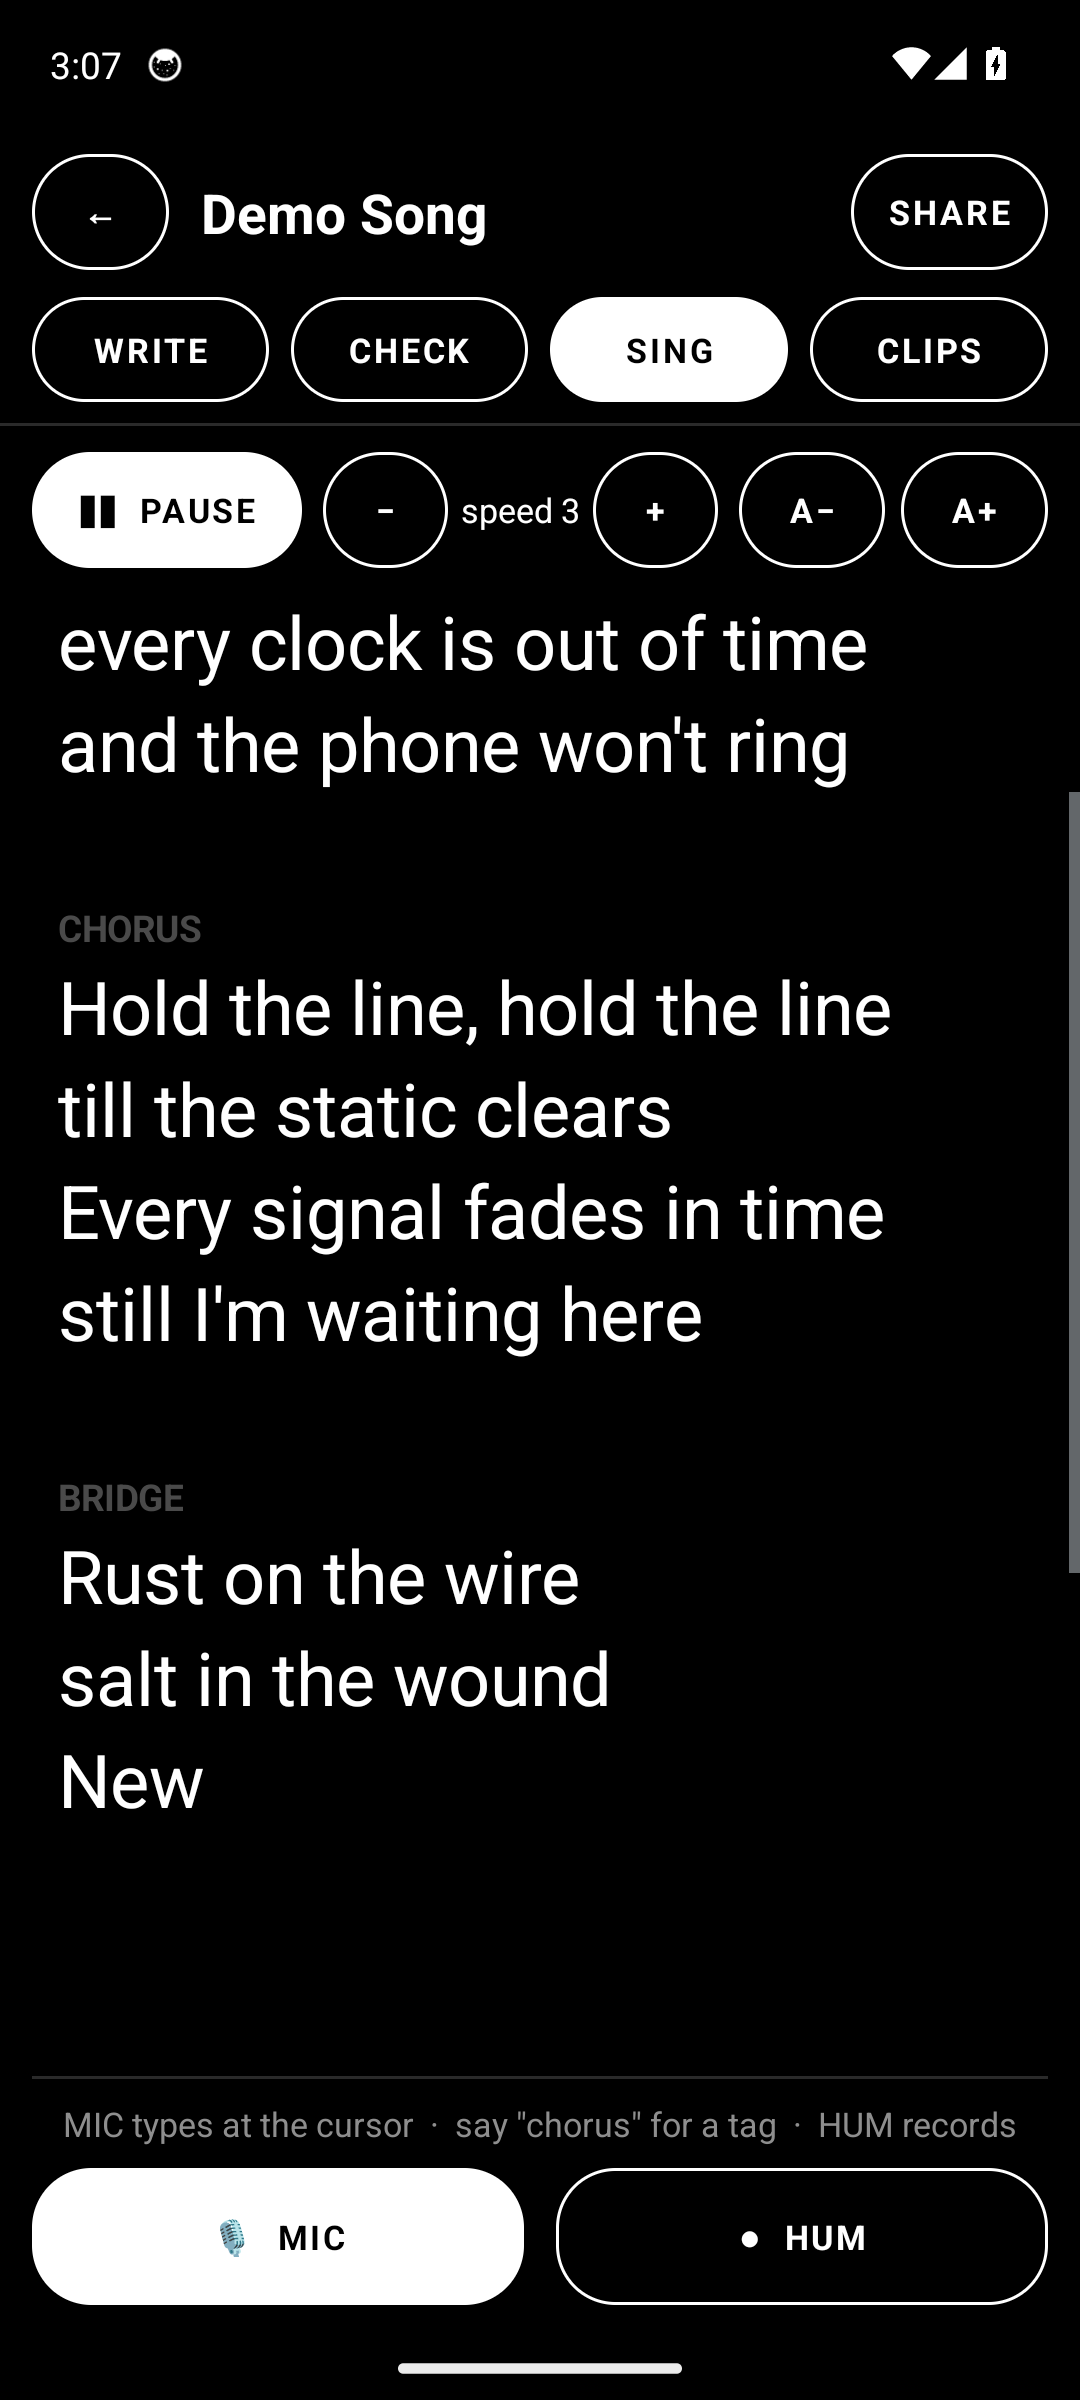 3:07
← Demo Song SHARE
WRITE CHECK SING CLIPS
PAUSE − speed 3 + A− A+
every clock is out of time
and the phone won't ring
CHORUS
Hold the line, hold the line
till the static clears
Every signal fades in time
still I'm waiting here
BRIDGE
Rust on the wire
salt in the wound
New
MIC types at the cursor · say "chorus" for a tag · HUM records
MIC HUM